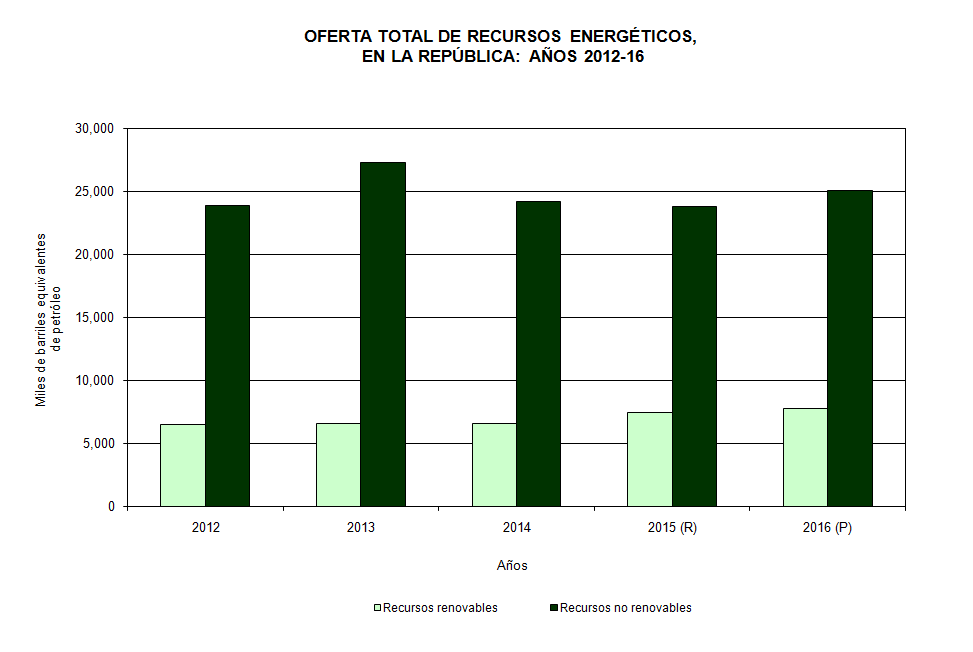 OFERTA TOTAL DE RECURSOS ENERGÉTICOS,
EN LA REPÚBLICA: AÑOS 2012-16
30,000
25,000
20,000
15,000
10,000
5,000
0
Miles de barriles equivalentes
de petróleo
2012
2013
2014
2015 (R)
2016 (P)
Años
Recursos renovables
Recursos no renovables